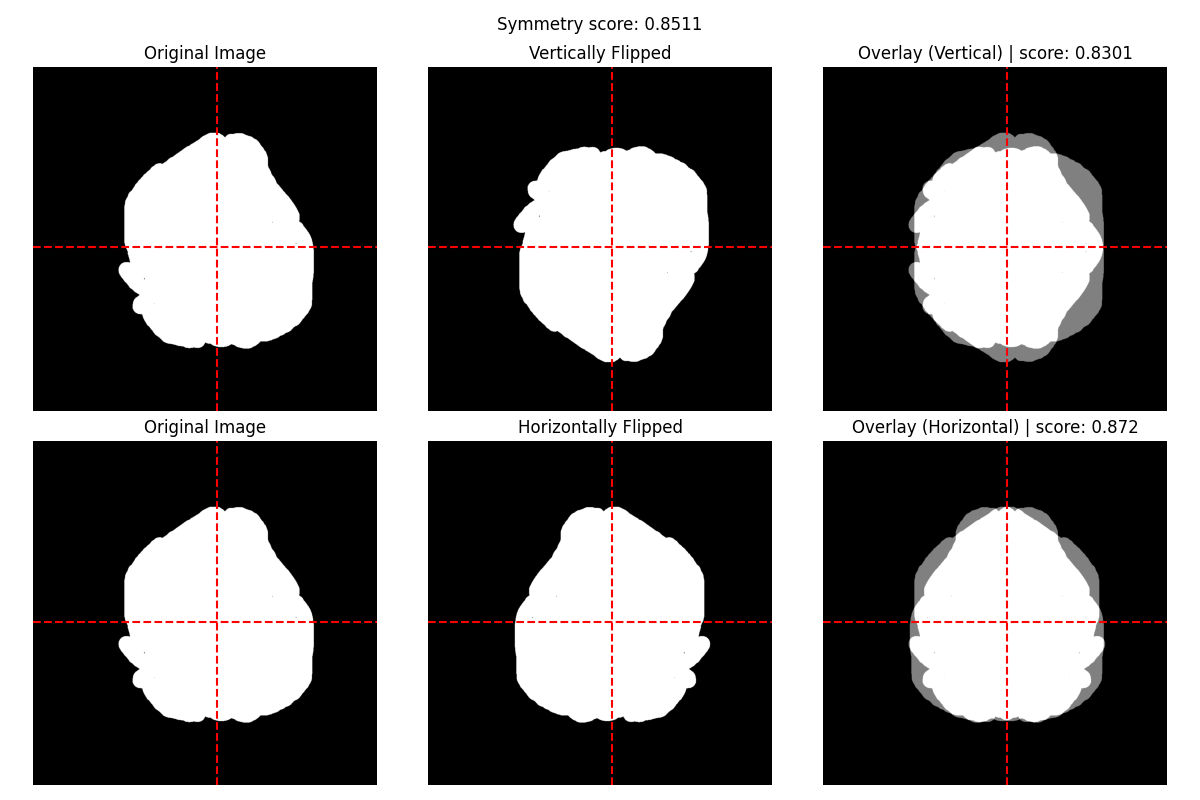 Symmetry score: 0.8511
Original Image
Vertically Flipped
Overlay (Vertical) | score: 0.8301
Original Image
Horizontally Flipped
Overlay (Horizontal) | score: 0.872